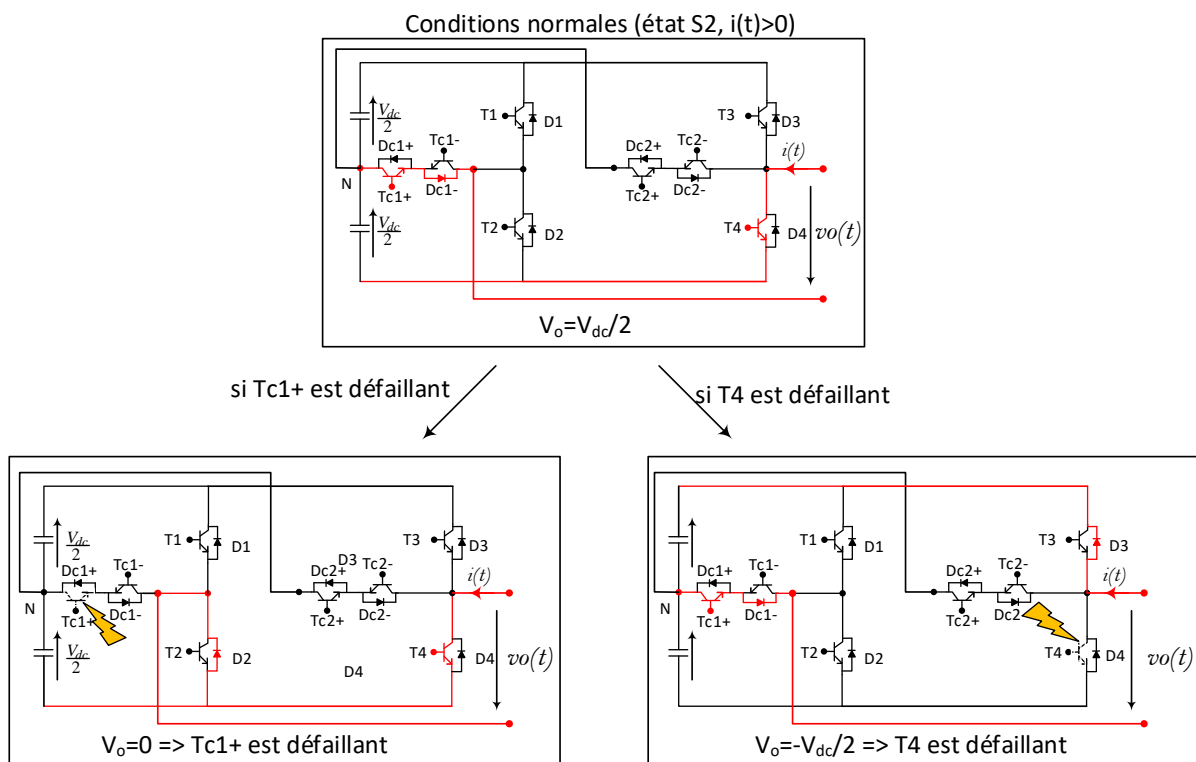 Conditions normales (état S2, i(t)>0)
Vdc/2
T1
D1
T3
D3
Dc1+
Tc1-
Dc2+
Tc2-
i(t)
N
Tc1+
Dc1-
Tc2+
Dc2-
Vdc/2
T2
D2
T4
D4
vo(t)
Vo=Vdc/2
si Tc1+ est défaillant
si T4 est défaillant
Vdc/2
T1
D1
T3
D3
Dc1+
Tc1-
D3
Dc2+
Tc2-
i(t)
N
Tc1+
Dc1-
Tc2+
Dc2-
Vdc/2
T2
D2
D4
T4
D4
vo(t)
Vo=0 => Tc1+ est défaillant
T1
D1
T3
D3
Dc1+
Tc1-
Dc2+
Tc2-
i(t)
N
Tc1+
Dc1-
Tc2+
Dc2-
T2
D2
T4
D4
vo(t)
Vo=-Vdc/2 => T4 est défaillant